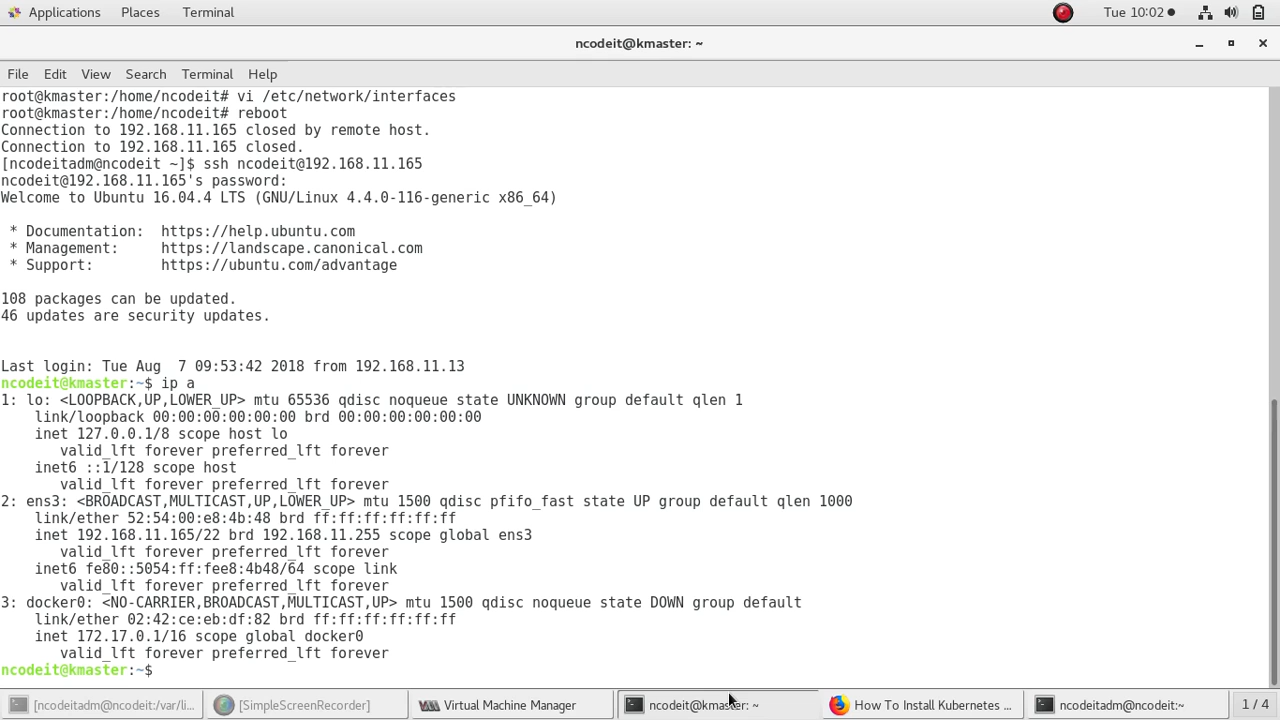 Applications Places Terminal Tue 10:02
ncodeit@kmaster: ~
File Edit View Search Terminal Help
root@kmaster:/home/ncodeit# vi /etc/network/interfaces
root@kmaster:/home/ncodeit# reboot
Connection to 192.168.11.165 closed by remote host.
Connection to 192.168.11.165 closed.
[ncodeitadm@ncodeit ~]$ ssh ncodeit@192.168.11.165
ncodeit@192.168.11.165's password:
Welcome to Ubuntu 16.04.4 LTS (GNU/Linux 4.4.0-116-generic x86_64)
* Documentation:  https://help.ubuntu.com
* Management:     https://landscape.canonical.com
* Support:        https://ubuntu.com/advantage
108 packages can be updated.
46 updates are security updates.
Last login: Tue Aug  7 09:53:42 2018 from 192.168.11.13
ncodeit@kmaster:~$ ip a
1: lo: <LOOPBACK,UP,LOWER_UP> mtu 65536 qdisc noqueue state UNKNOWN group default qlen 1
link/loopback 00:00:00:00:00:00 brd 00:00:00:00:00:00
inet 127.0.0.1/8 scope host lo
valid_lft forever preferred_lft forever
inet6 ::1/128 scope host
valid_lft forever preferred_lft forever
2: ens3: <BROADCAST,MULTICAST,UP,LOWER_UP> mtu 1500 qdisc pfifo_fast state UP group default qlen 1000
link/ether 52:54:00:e8:4b:48 brd ff:ff:ff:ff:ff:ff
inet 192.168.11.165/22 brd 192.168.11.255 scope global ens3
valid_lft forever preferred_lft forever
inet6 fe80::5054:ff:fee8:4b48/64 scope link
valid_lft forever preferred_lft forever
3: docker0: <NO-CARRIER,BROADCAST,MULTICAST,UP> mtu 1500 qdisc noqueue state DOWN group default
link/ether 02:42:ce:eb:df:82 brd ff:ff:ff:ff:ff:ff
inet 172.17.0.1/16 scope global docker0
valid_lft forever preferred_lft forever
ncodeit@kmaster:~$
[ncodeitadm@ncodeit:/var/li... [SimpleScreenRecorder] Virtual Machine Manager ncodeit@kmaster: ~ How To Install Kubernetes ... ncodeitadm@ncodeit:~ 1 / 4